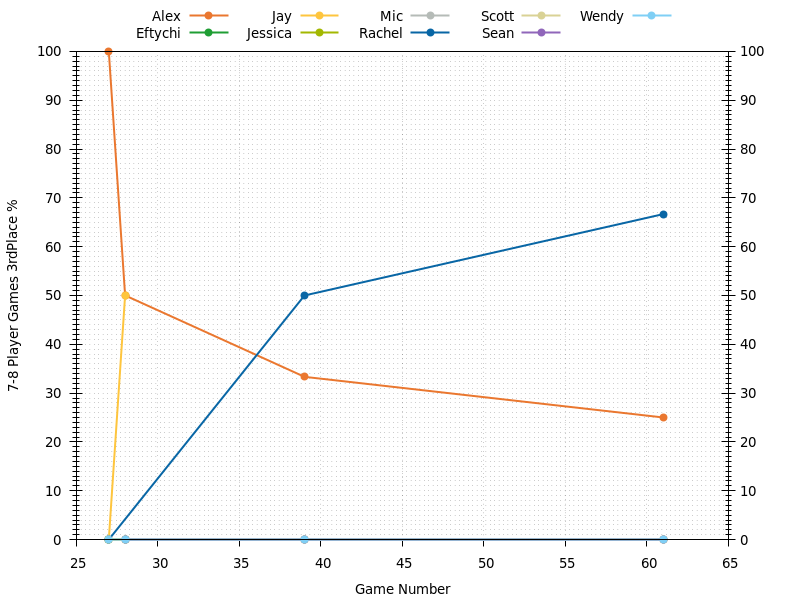 Alex Jay Mic Scott Wendy
Eftychi Jessica Rachel Sean
100 100
90 90
80 80
70 70
60 60
50 50
40 40
30 30
20 20
10 10
0 0
25 30 35 40 45 50 55 60 65
7-8 Player Games 3rdPlace %
Game Number